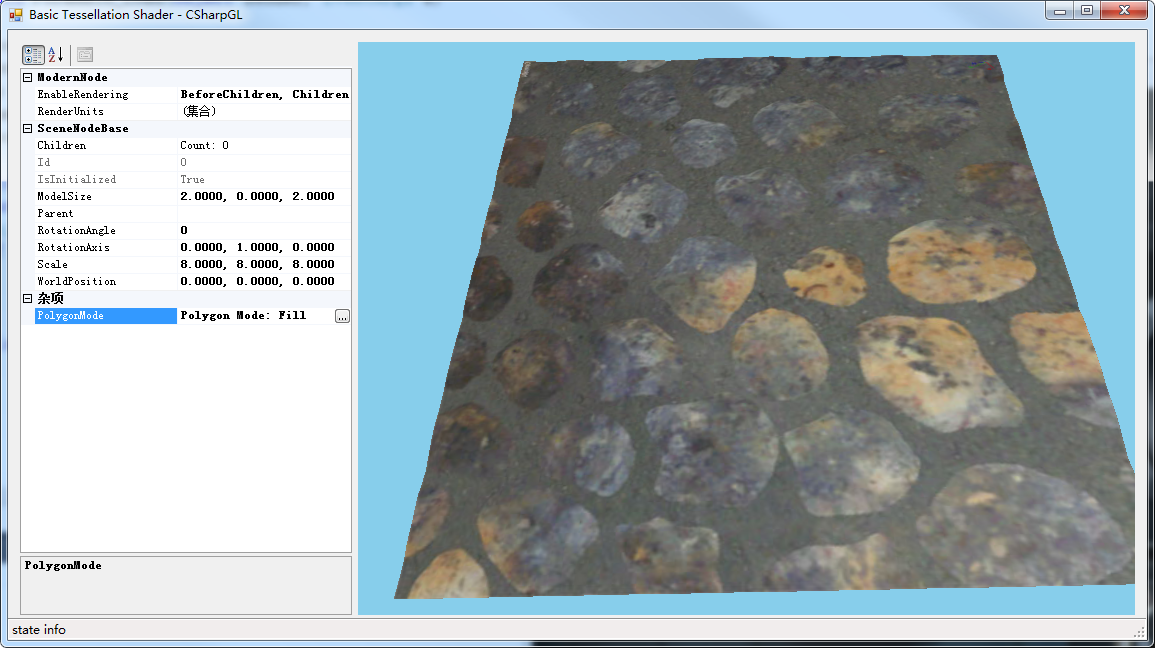 Basic Tessellation Shader - CSharpGL
ModernNode
EnableRendering BeforeChildren, Children
RenderUnits (集合)
SceneNodeBase
Children Count: 0
Id 0
IsInitialized True
ModelSize 2.0000, 0.0000, 2.0000
Parent
RotationAngle 0
RotationAxis 0.0000, 1.0000, 0.0000
Scale 8.0000, 8.0000, 8.0000
WorldPosition 0.0000, 0.0000, 0.0000
杂项
PolygonMode Polygon Mode: Fill ...
PolygonMode
state info